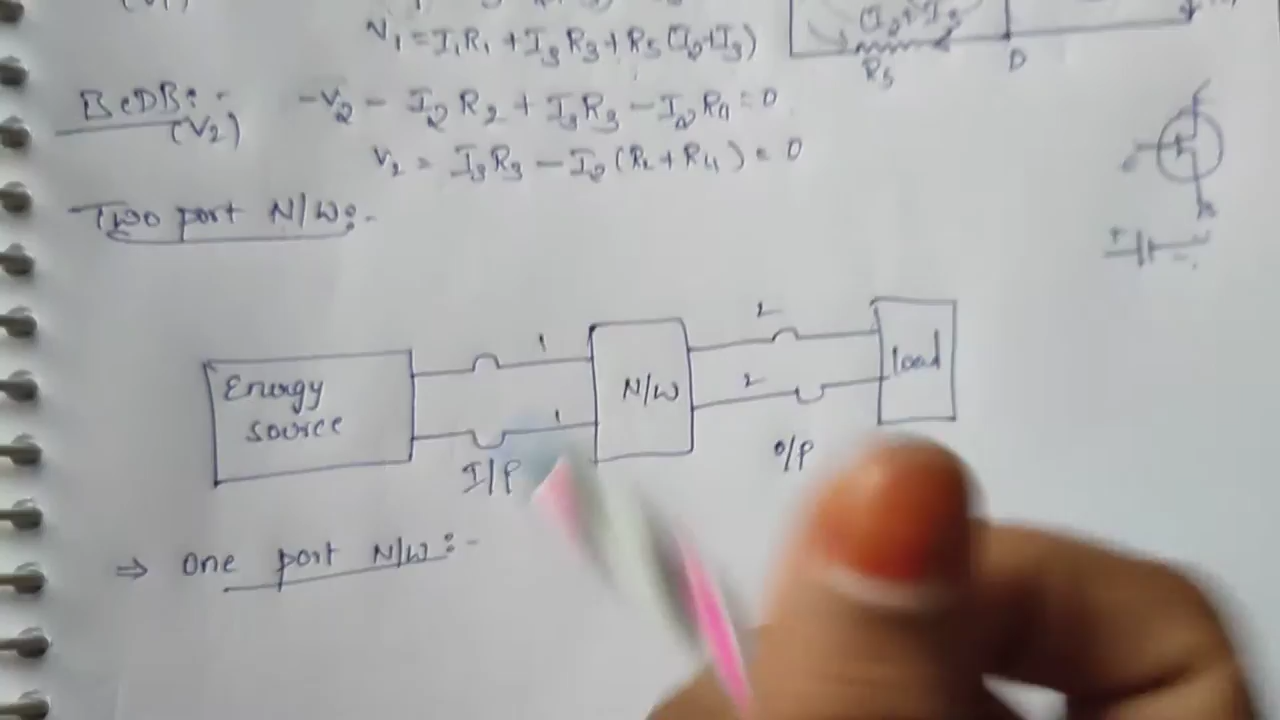 V₁ = I₁R₁ + I₃R₃ + R₅(I₂+I₃)
(I₂+I₃
R₅
D
BCDB:-
(V₂)
-V₂ - I₂R₂ + I₃R₃ - I₂R₄ = 0
V₂ = I₃R₃ - I₂(R₂+R₄) = 0
Two port N/W:-
+
-
Energy
source
1
1
I/P
N/W
2
2
O/P
load
⇒ One port N/W:-